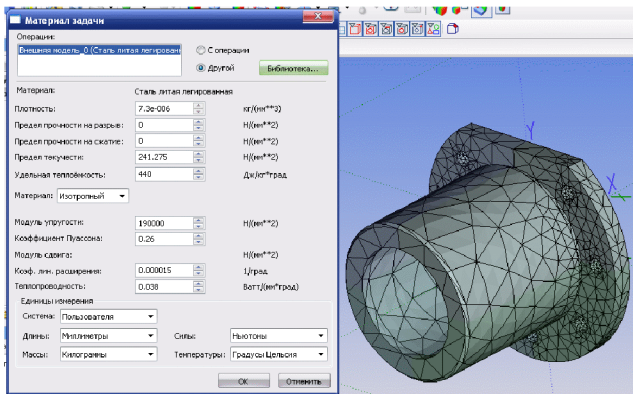 Материал задачи
Операции:
Внешняя модель_0 (Сталь литая легирован
С операции
Другой
Библиотека...
Материал: Сталь литая легированная
Плотность: 7.3e-006 кг/(мм**3)
Предел прочности на разрыв: 0 Н/(мм**2)
Предел прочности на сжатие: 0 Н/(мм**2)
Предел текучести: 241.275 Н/(мм**2)
Удельная теплоёмкость: 440 Дж/кг*град
Материал: Изотропный
Модуль упругости: 190000 Н/(мм**2)
Коэффициент Пуассона: 0.26
Модуль сдвига: Н/(мм**2)
Коэф. лин. расширения: 0.000015 1/град
Теплопроводность: 0.038 Ватт/(мм*град)
Единицы измерения
Система: Пользователя
Длины: Миллиметры Силы: Ньютоны
Массы: Килограммы Температуры: Градусы Цельсия
ОК Отменить
Y
X